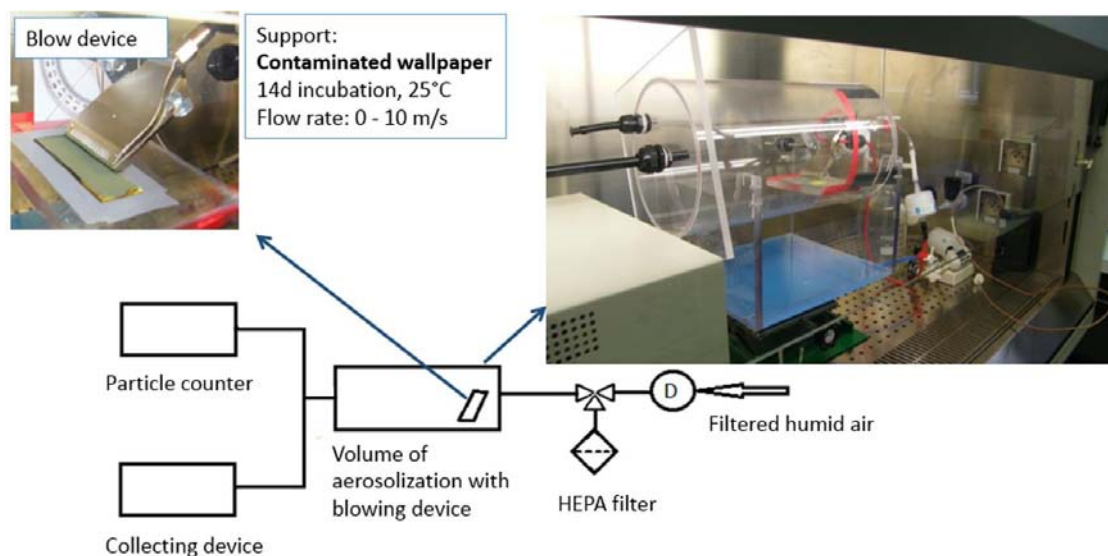 Blow device
Support:
Contaminated wallpaper
14d incubation, 25°C
Flow rate: 0 - 10 m/s
Particle counter
D
Filtered humid air
Volume of
aerosolization with
blowing device
HEPA filter
Collecting device